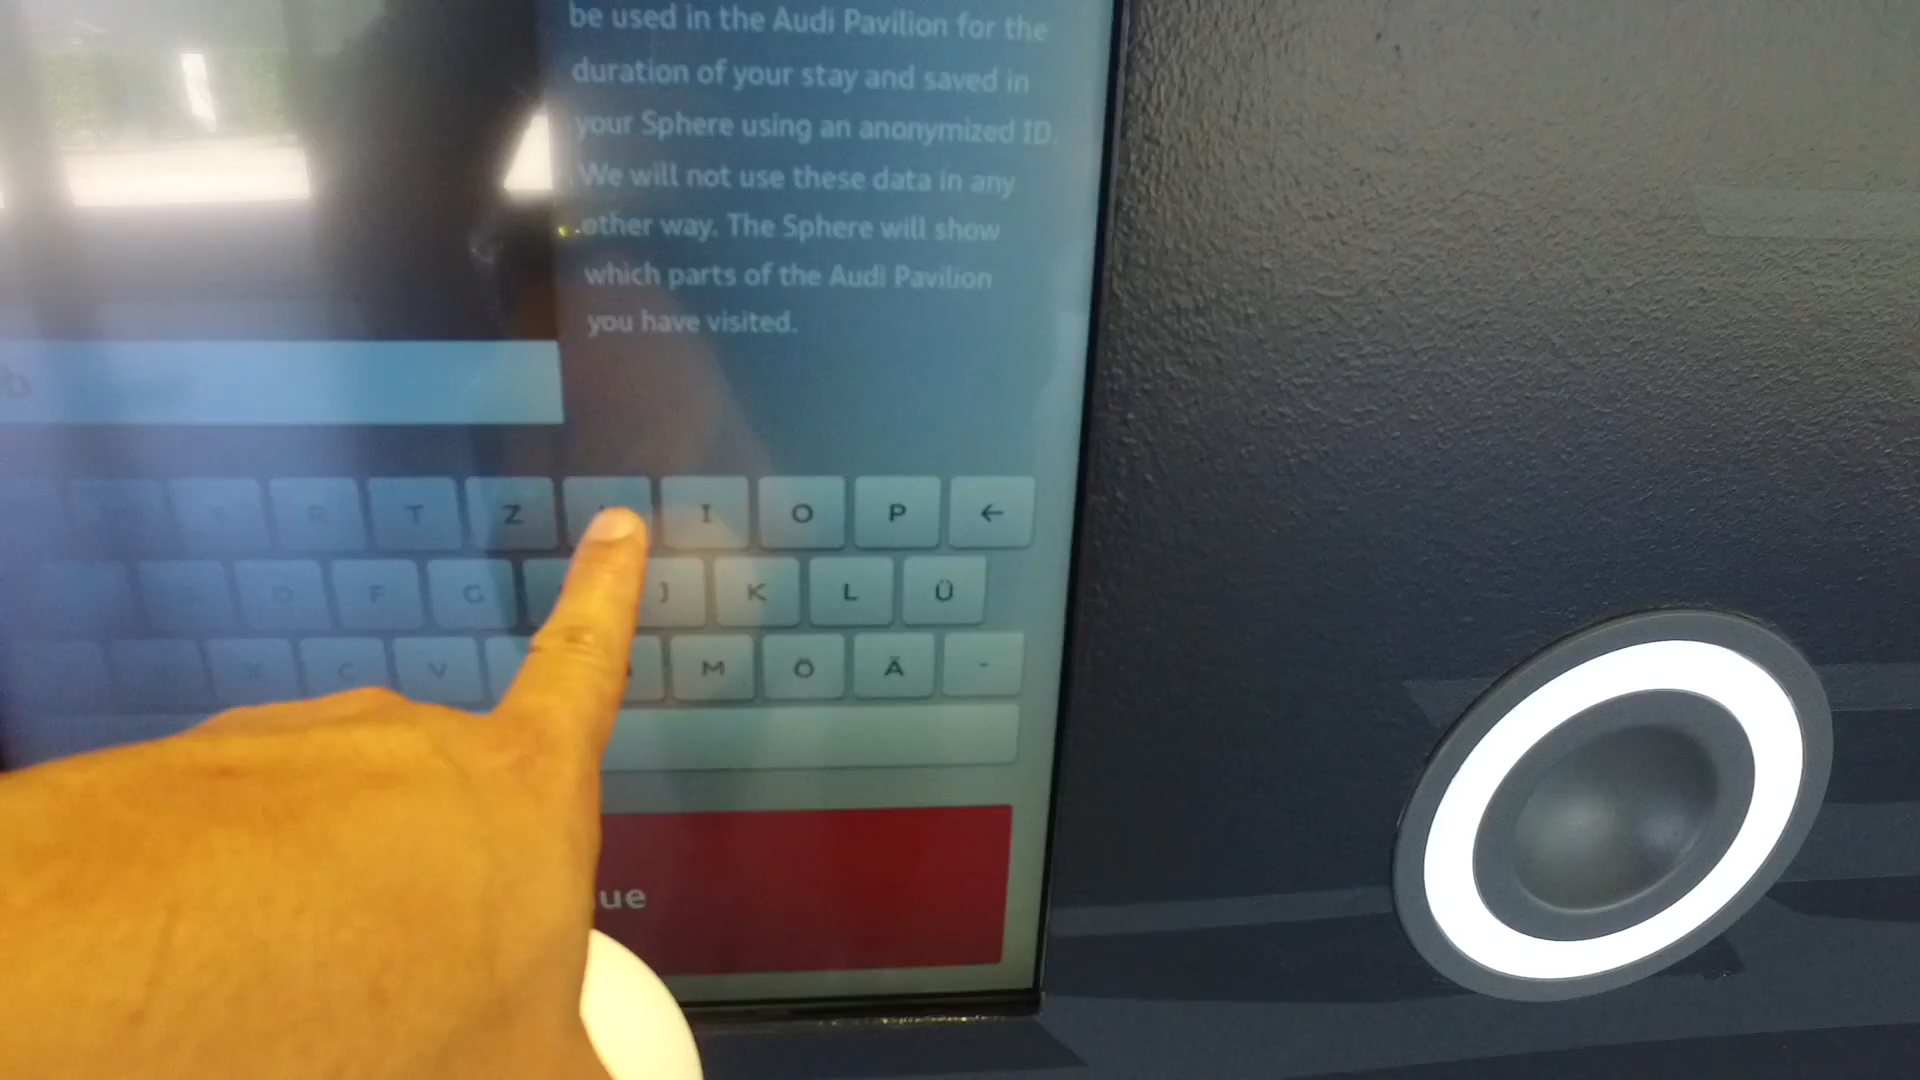 be used in the Audi Pavilion for the
duration of your stay and saved in
your Sphere using an anonymized ID.
We will not use these data in any
other way. The Sphere will show
which parts of the Audi Pavilion
you have visited.
b
R T Z I O P ←
D F G J K L Ü
X C V M Ö Ä -
ue